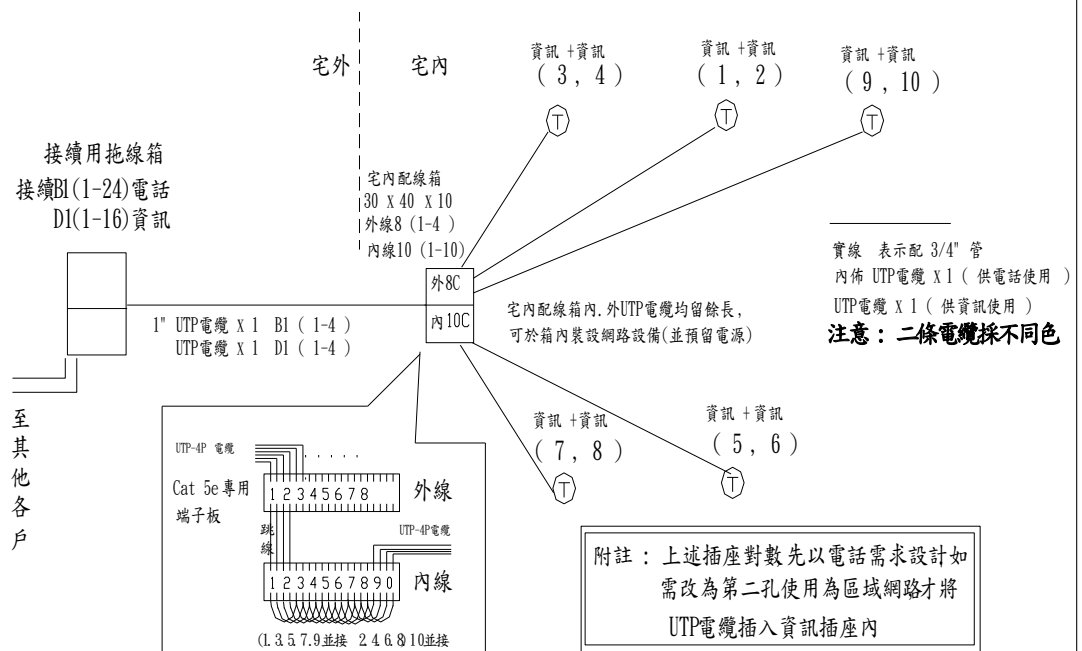 宅外
宅內
資訊 +資訊
( 3 , 4 )
資訊 +資訊
( 1 , 2 )
資訊 +資訊
( 9 , 10 )
T
T
T
接續用拖線箱
接續B1(1-24)電話
D1(1-16)資訊
宅內配線箱
30 X 40 X 10
外線8 (1-4 )
內線10 (1-10)
外8C
內10C
1" UTP電纜 X 1 B1 ( 1-4 )
UTP電纜 X 1 D1 ( 1-4 )
宅內配線箱內.外UTP電纜均留餘長,
可於箱內裝設網路設備(並預留電源)
實線 表示配 3/4" 管
內佈 UTP電纜 X 1 ( 供電話使用 )
UTP電纜 X 1 ( 供資訊使用 )
注意： 二條電纜採不同色
至其他各戶
資訊 +資訊
( 7 , 8 )
資訊 +資訊
( 5 , 6 )
T
T
UTP-4P 電纜
. . . . .
Cat 5e專用
端子板
1 2 3 4 5 6 7 8
外線
跳線
UTP-4P電纜
1 2 3 4 5 6 7 8 9 0
內線
(1.3.5.7.9並接 2 4 6.8)10並接
附註： 上述插座對數先以電話需求設計如
需改為第二孔使用為區域網路才將
UTP電纜插入資訊插座內